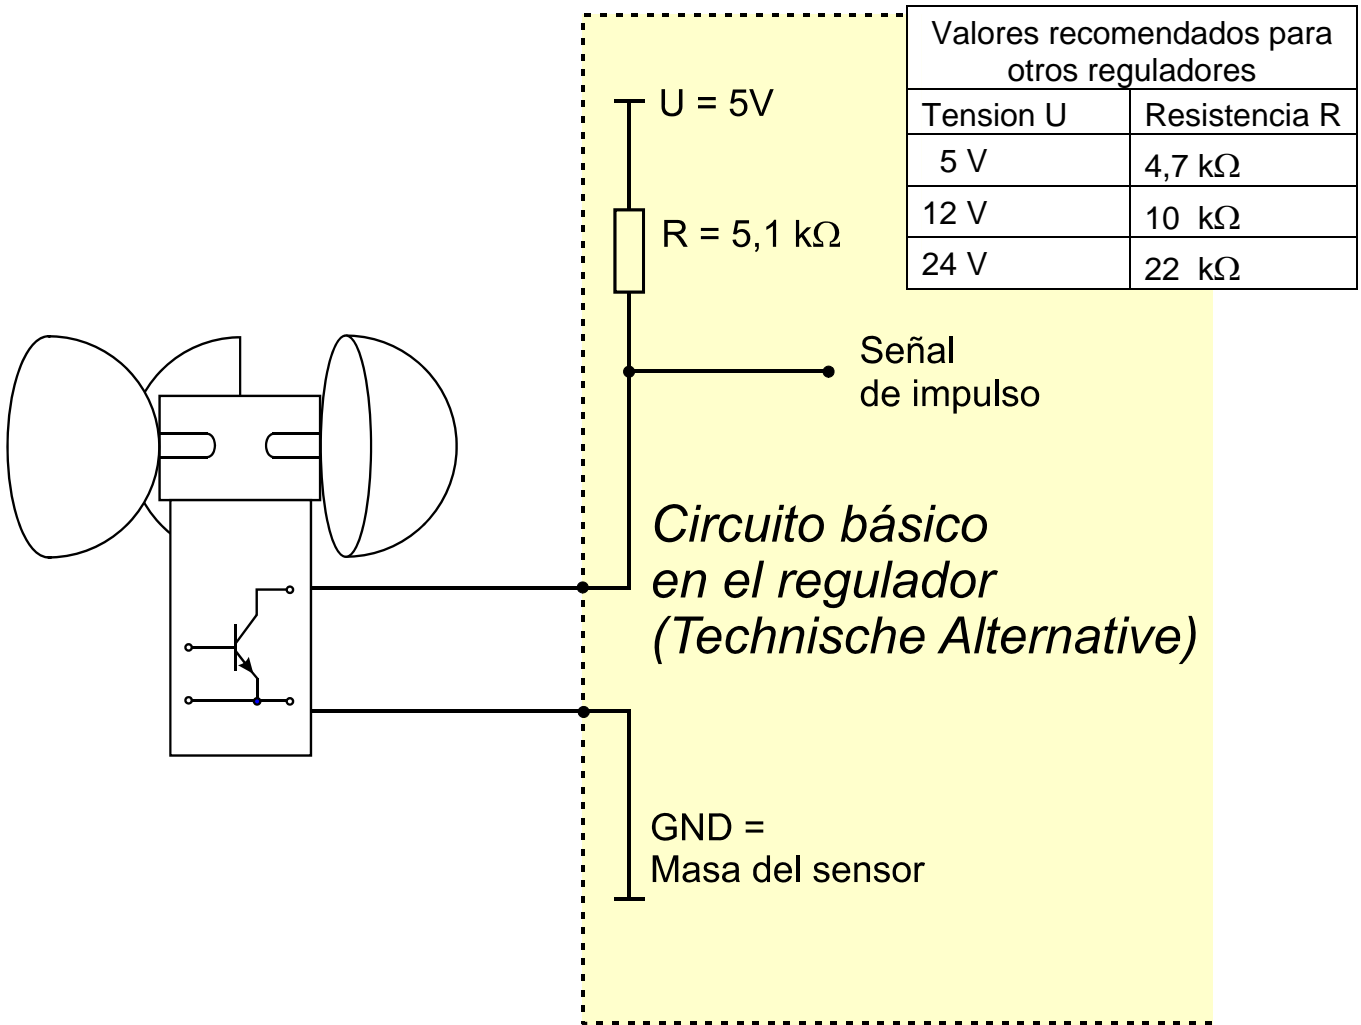 Valores recomendados para
otros reguladores
Tension U Resistencia R
5 V 4,7 kΩ
12 V 10 kΩ
24 V 22 kΩ
U = 5V
R = 5,1 kΩ
Señal
de impulso
Circuito básico
en el regulador
(Technische Alternative)
GND =
Masa del sensor